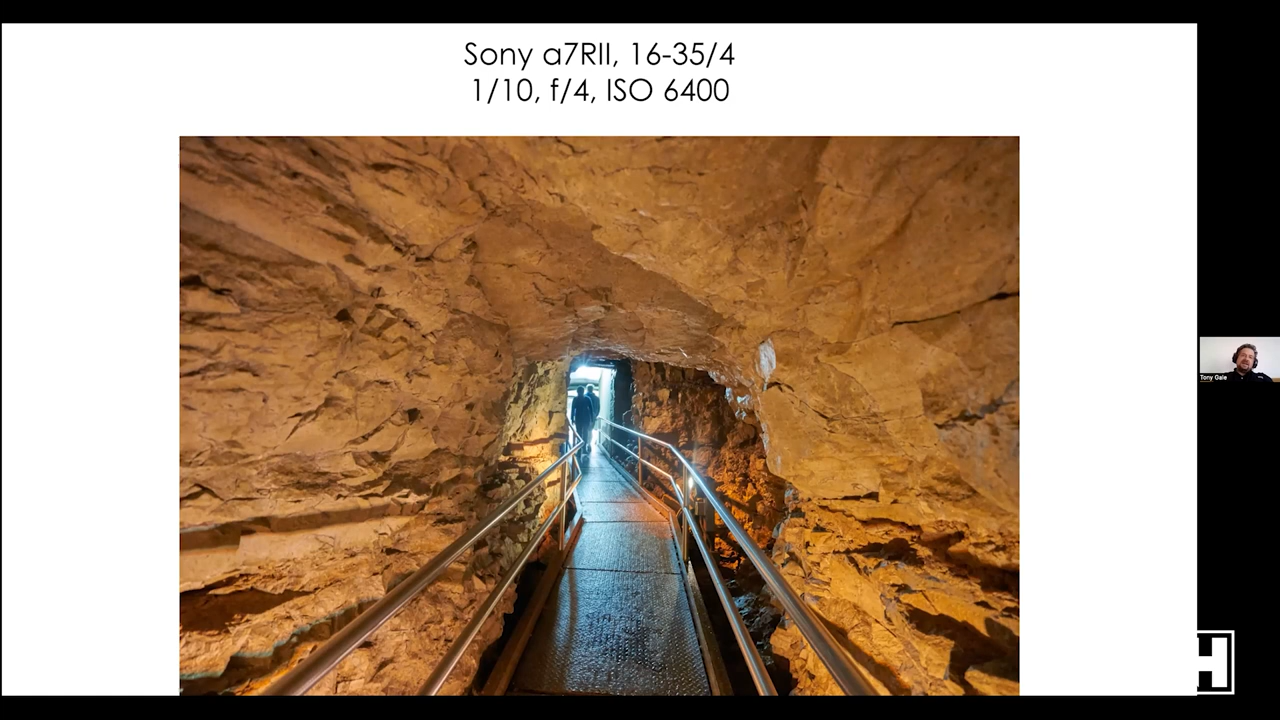 Sony a7RII, 16-35/4
1/10, f/4, ISO 6400
Tony Gale
H